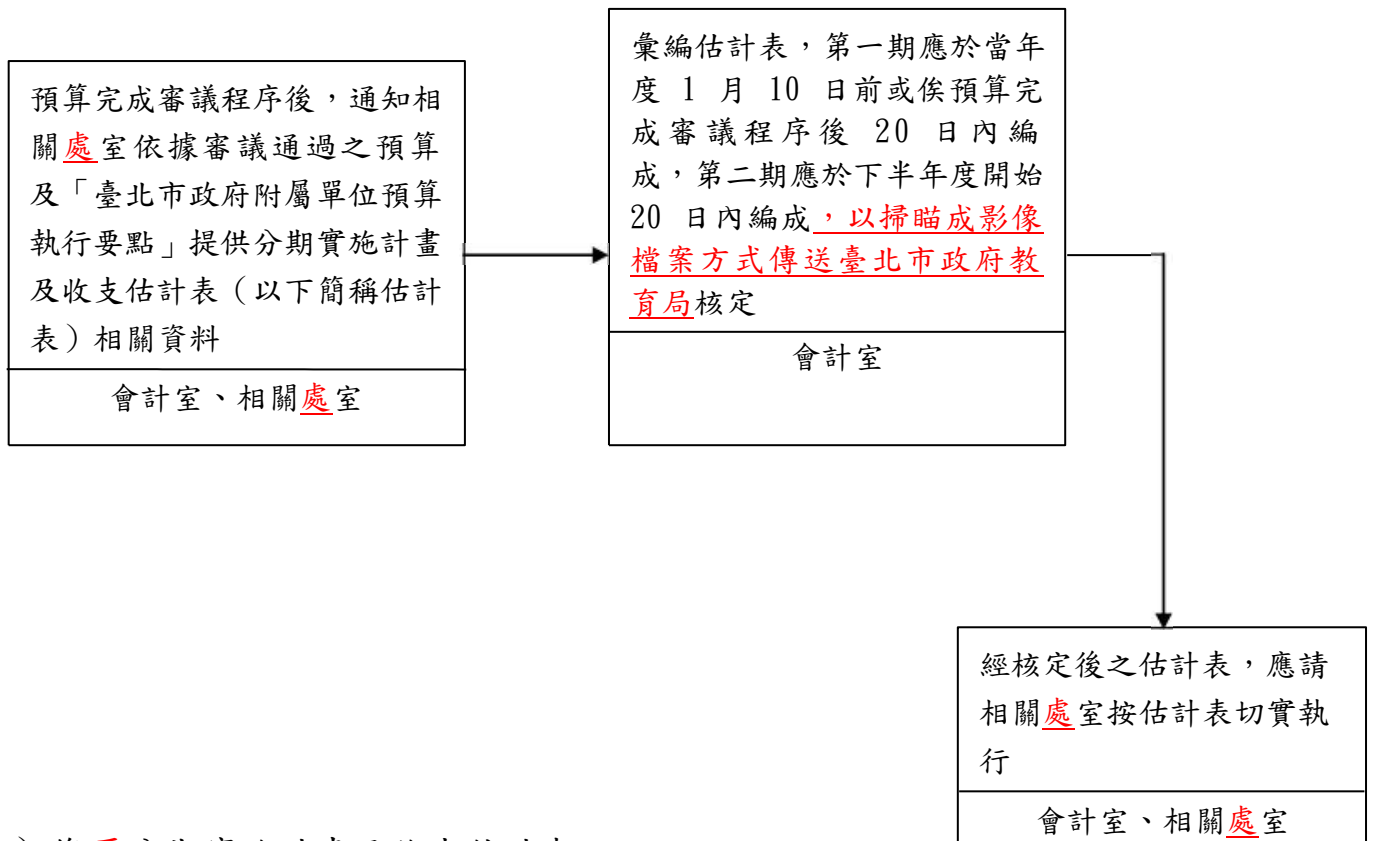 預算完成審議程序後，通知相
關處室依據審議通過之預算
及「臺北市政府附屬單位預算
執行要點」提供分期實施計畫
及收支估計表（以下簡稱估計
表）相關資料
會計室、相關處室
彙編估計表，第一期應於當年
度 1 月 10 日前或俟預算完
成審議程序後 20 日內編
成，第二期應於下半年度開始
20 日內編成，以掃瞄成影像
檔案方式傳送臺北市政府教
育局核定
會計室
經核定後之估計表，應請
相關處室按估計表切實執
行
會計室、相關處室